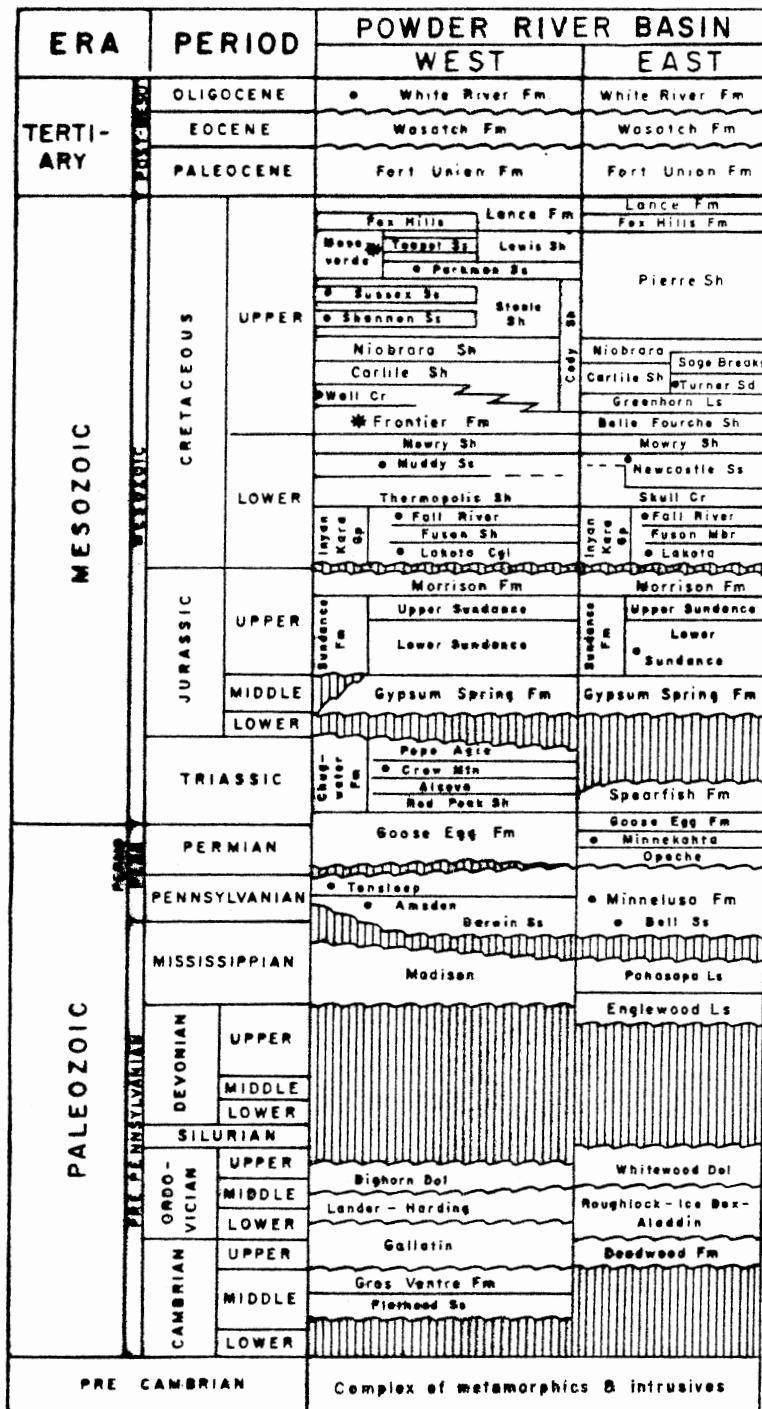 ERA
PERIOD
POWDER RIVER BASIN
WEST
EAST
TERTI-
ARY
OLIGOCENE
White River Fm.
White River Fm
EOCENE
Wasatch Fm
Wasatch Fm
PALEOCENE
Fort Union Fm
Fort Union Fm
MESOZOIC
CRETACEOUS
UPPER
Fox Hills
Lance Fm
Lance Fm
Fox Hills Fm
Mesa
verde
Teapot Ss
Lewis Sh
Parkman Ss
Pierre Sh
Sussex Ss
Shannon Ss
Steele
Sh
Cody Sh
Niobrara Sh
Niobrara
Sage Breaks
Carlile Sh
Carlile Sh
Turner Sd
Wall Cr
Greenhorn Ls
Frontier Fm
Belle Fourche Sh
LOWER
Mowry Sh
Mowry Sh
Muddy Ss
Newcastle Ss
Thermopolis Sh
Skull Cr
Inyan
Kara
Gp
Fall River
Fuson Sh
Lakota Cgl
Inyan
Kara
Gp
Fall River
Fuson Mbr
Lakota
JURASSIC
Morrison Fm
Morrison Fm
UPPER
Sundance
Fm
Upper Sundance
Lower Sundance
Sundance
Fm
Upper Sundance
Lower
Sundance
MIDDLE
Gypsum Spring Fm
Gypsum Spring Fm
LOWER
TRIASSIC
Chug-
water
Fm
Popo Agie
Crow Mtn
Alcova
Red Peak Sh
Spearfish Fm
PALEOZOIC
PERMIAN
Goose Egg Fm
Goose Egg Fm
Minnekahta
Opeche
PENNSYLVANIAN
Tensleep
Amsden
Darwin Ss
Minnelusa Fm
Bell Ss
MISSISSIPPIAN
Madison
Pahasapa Ls
Englewood Ls
PRE PENNSYLVANIAN
DEVONIAN
UPPER
MIDDLE
LOWER
SILURIAN
ORDO-
VICIAN
UPPER
Bighorn Dol
Whitewood Dol
MIDDLE
Lander - Harding
Roughlock - Ice Box -
Aladdin
LOWER
CAMBRIAN
UPPER
Gallatin
Deadwood Fm
MIDDLE
Gros Ventre Fm
Flathead Ss
LOWER
PRE CAMBRIAN
Complex of metamorphics & intrusives